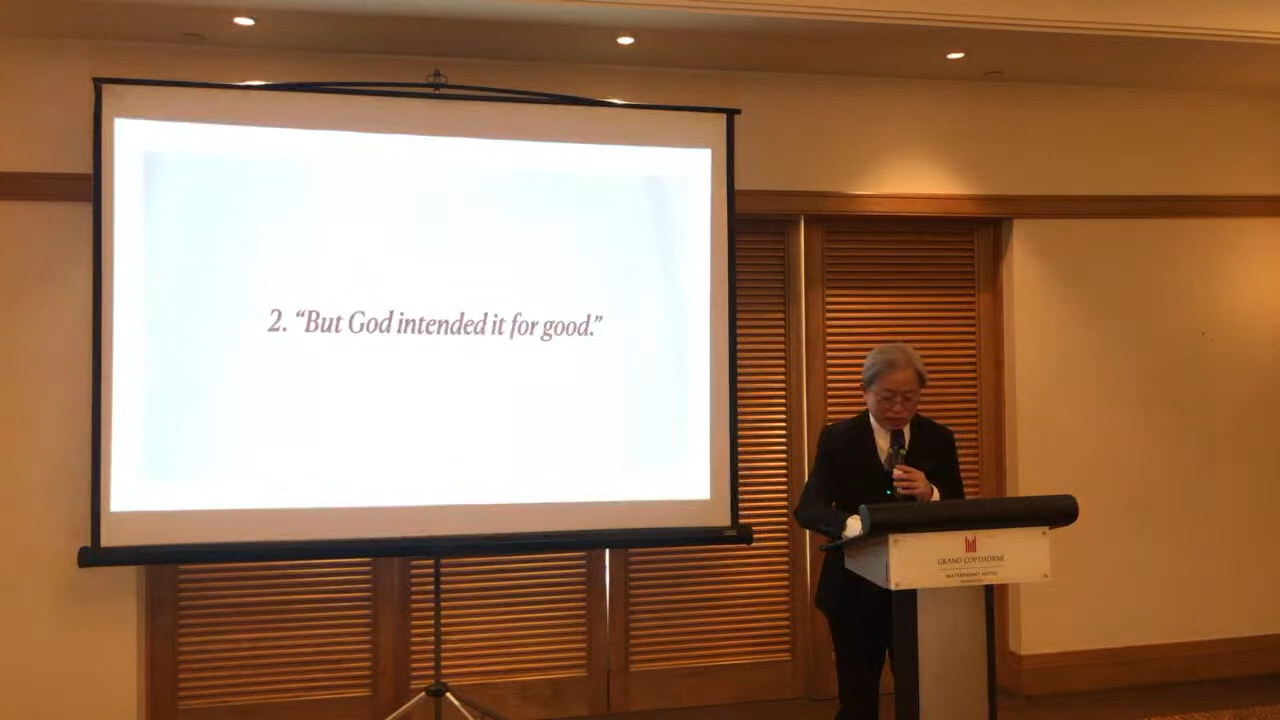 2. “But God intended it for good.”
GRAND COPTHORNE
WATERFRONT HOTEL